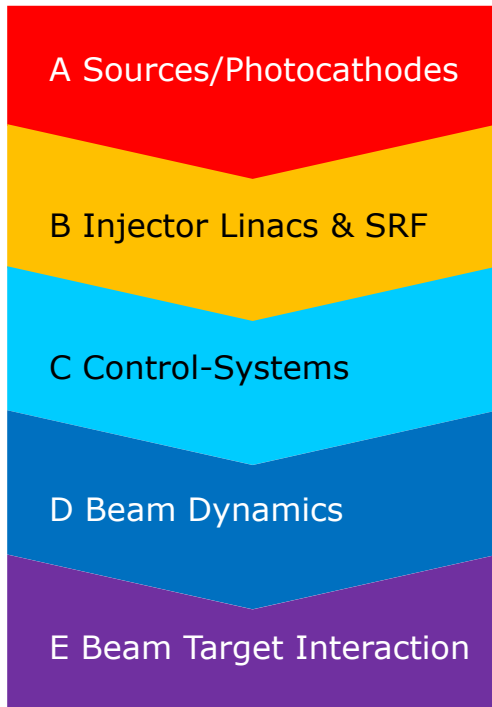 A Sources/Photocathodes
B Injector Linacs & SRF
C Control-Systems
D Beam Dynamics
E Beam Target Interaction